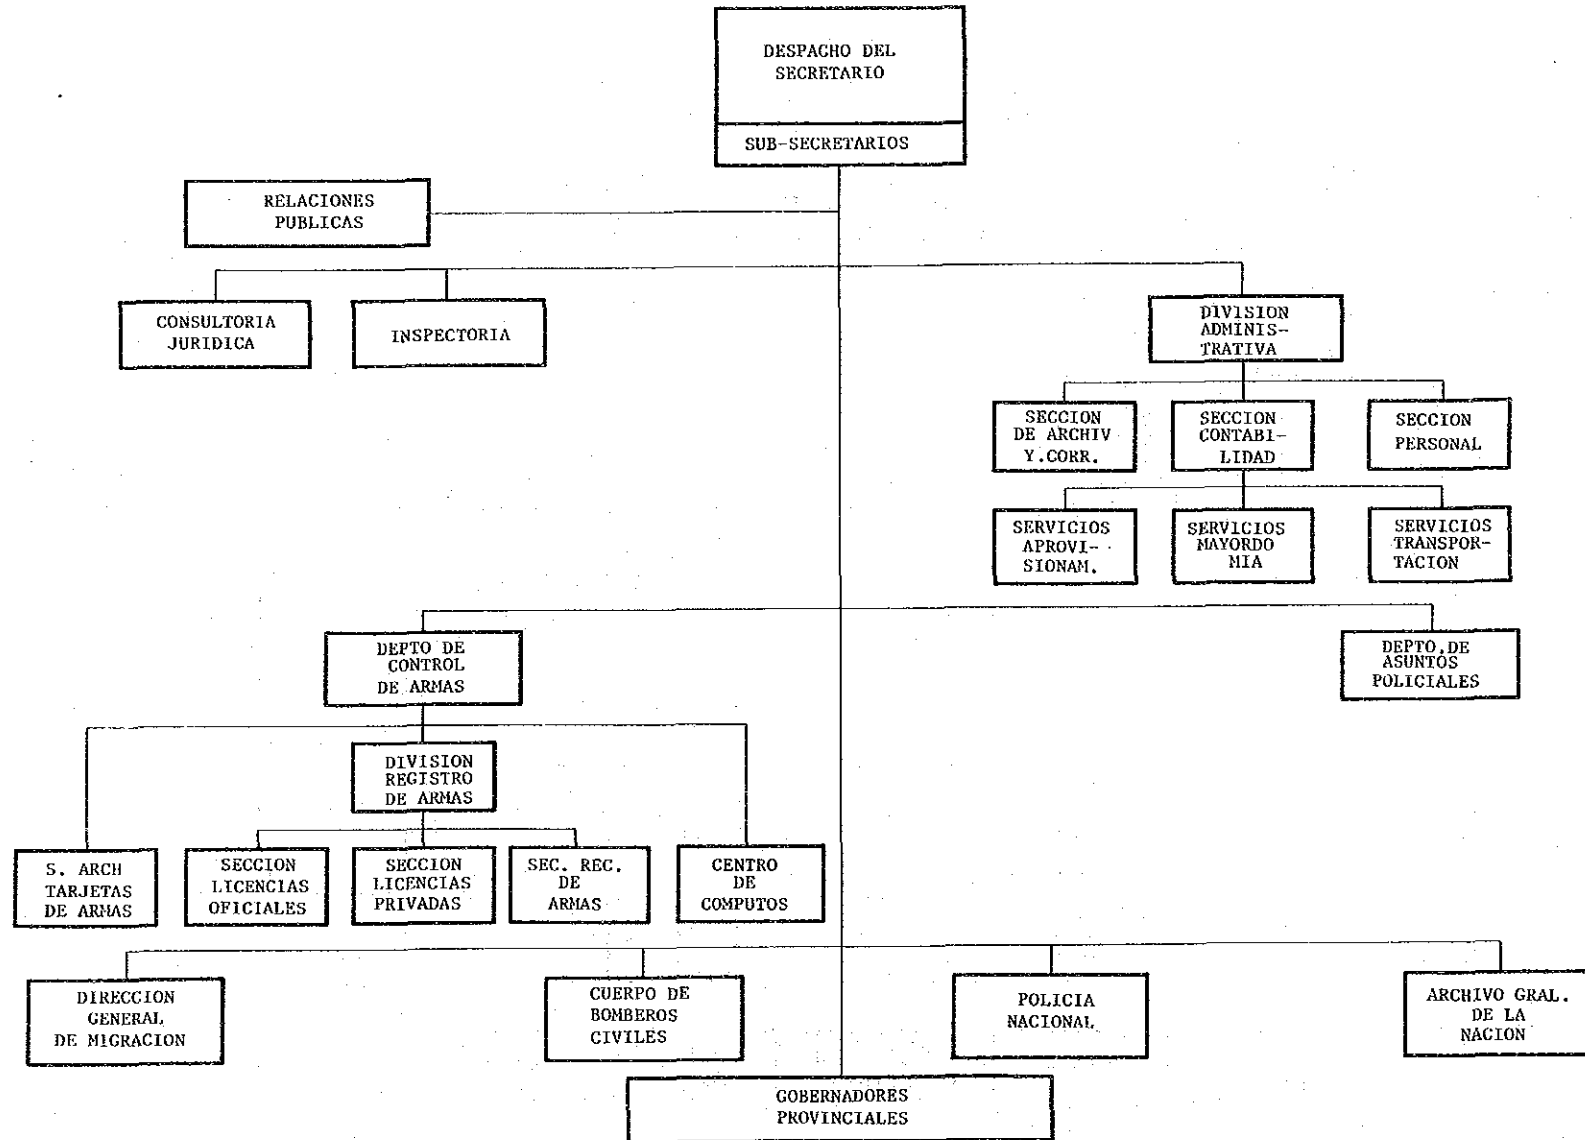 DESPACHO DEL
SECRETARIO
SUB-SECRETARIOS
RELACIONES
PUBLICAS
CONSULTORIA
JURIDICA
INSPECTORIA
DIVISION
ADMINIS-
TRATIVA
SECCION
DE ARCHIV
Y.CORR.
SECCION
CONTABI-
LIDAD
SECCION
PERSONAL
SERVICIOS
APROVI-
SIONAM.
SERVICIOS
MAYORDO
MIA
SERVICIOS
TRANSPOR-
TACION
DEPTO DE
CONTROL
DE ARMAS
DEPTO.DE
ASUNTOS
POLICIALES
DIVISION
REGISTRO
DE ARMAS
S. ARCH
TARJETAS
DE ARMAS
SECCION
LICENCIAS
OFICIALES
SECCION
LICENCIAS
PRIVADAS
SEC. REC.
DE
ARMAS
CENTRO
DE
COMPUTOS
DIRECCION
GENERAL
DE MIGRACION
CUERPO DE
BOMBEROS
CIVILES
POLICIA
NACIONAL
ARCHIVO GRAL.
DE LA
NACION
GOBERNADORES
PROVINCIALES